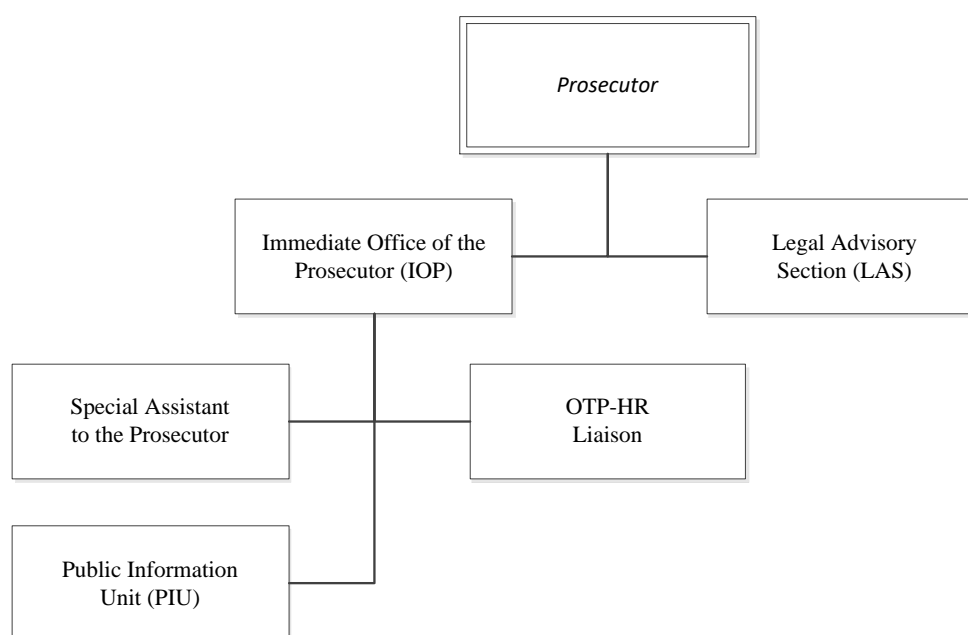 Prosecutor
Immediate Office of the
Prosecutor (IOP)
Legal Advisory
Section (LAS)
Special Assistant
to the Prosecutor
OTP-HR
Liaison
Public Information
Unit (PIU)